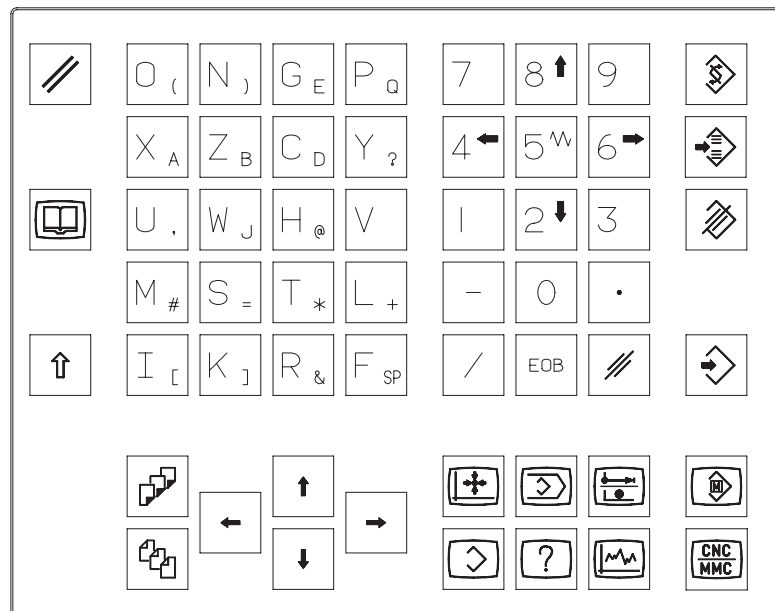 O ( N ) G E P Q 7 8 9
X A Z B C D Y ? 4 5 6
U , W J H @ V 1 2 3
M # S = T * L + - 0 .
I [ K ] R & F SP / EOB
M
? CNC
MMC